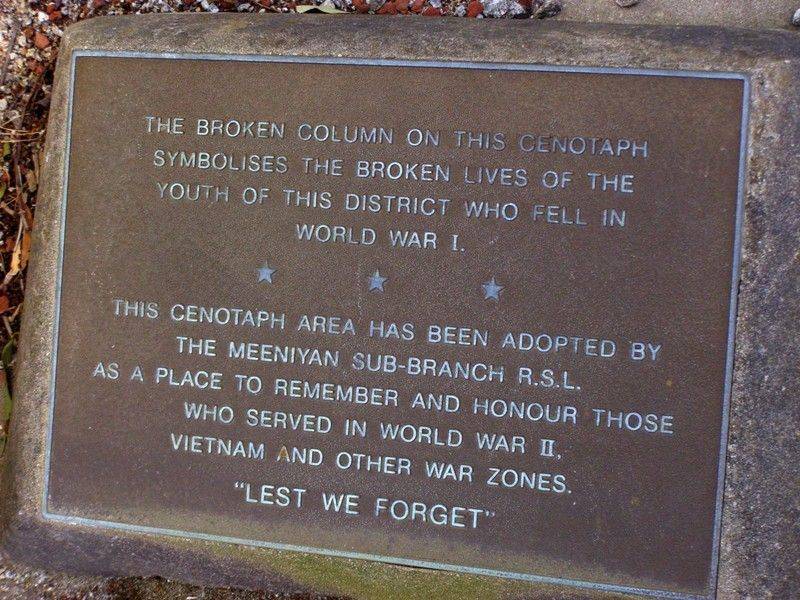 THE BROKEN COLUMN ON THIS CENOTAPH
SYMBOLISES THE BROKEN LIVES OF THE
YOUTH OF THIS DISTRICT WHO FELL IN
WORLD WAR I.
THIS CENOTAPH AREA HAS BEEN ADOPTED BY
THE MEENIYAN SUB-BRANCH R.S.L.
AS A PLACE TO REMEMBER AND HONOUR THOSE
WHO SERVED IN WORLD WAR II,
VIETNAM AND OTHER WAR ZONES.
"LEST WE FORGET"